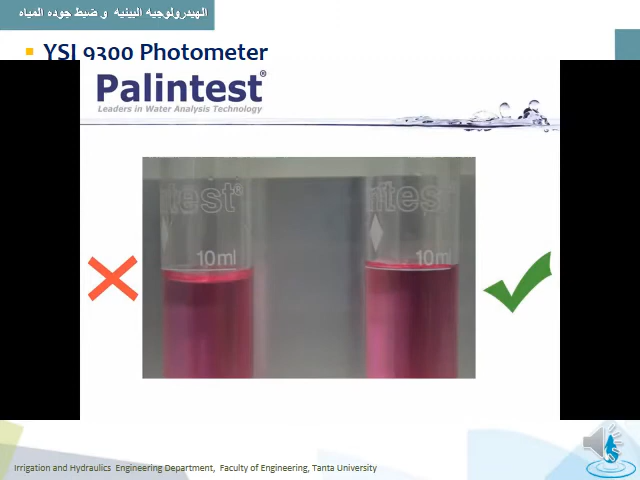 الهيدرولوجيه البيئيه و ضبط جوده المياه
YSI 9300 Photometer
Palintest®
Leaders in Water Analysis Technology
ntest®
ntest
10ml
10ml
Irrigation and Hydraulics Engineering Department, Faculty of Engineering, Tanta University